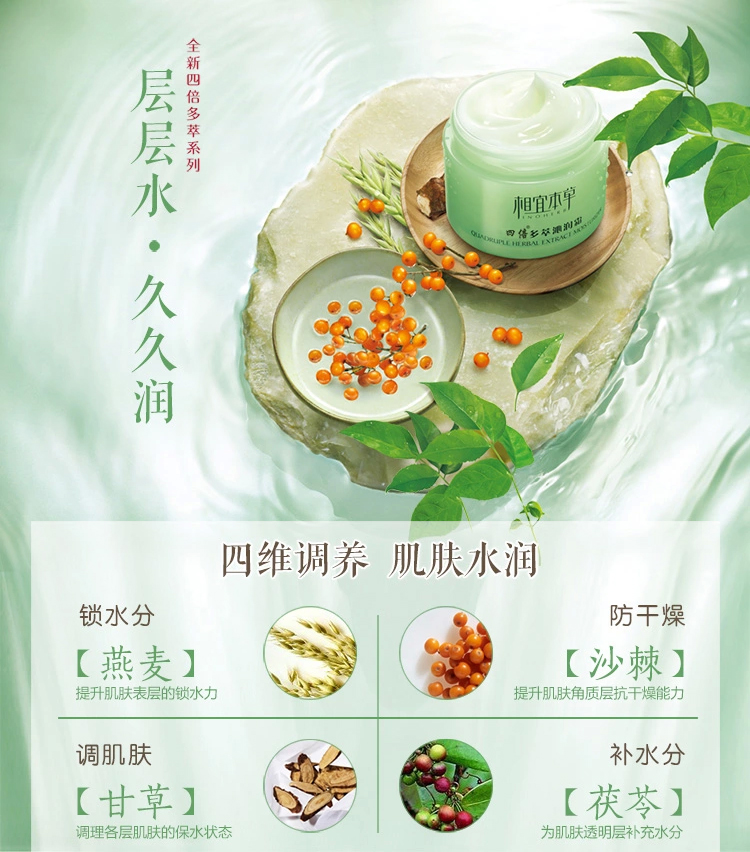 全新四倍多萃系列
层层水·久久润
相宜本草
INOHERB
四倍多萃润润霜
QUADRUPLE HERBAL EXTRACT MOISTURIZING
四维调养 肌肤水润
锁水分
【燕麦】
提升肌肤表层的锁水力
防干燥
【沙棘】
提升肌肤角质层抗干燥能力
调肌肤
【甘草】
调理各层肌肤的保水状态
补水分
【茯苓】
为肌肤透明层补充水分